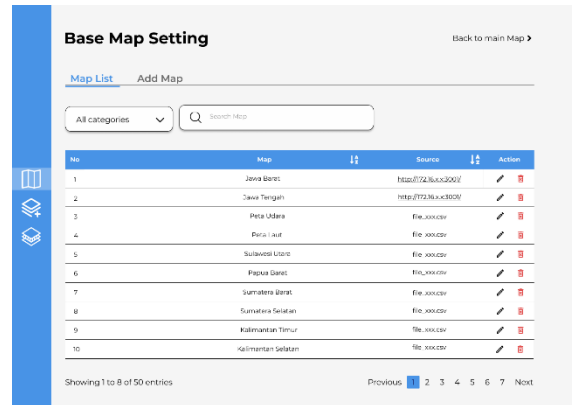 Base Map Setting
Back to main Map
Map List Add Map
All categories Search Map
No Map Source Action
1 Jawa Barat http://172.16.x.x:3001/
2 Jawa Tengah http://172.16.x.x:3001/
3 Peta Udara file_xxx.csv
4 Peta Laut file_xxx.csv
5 Sulawesi Utara file_xxx.csv
6 Papua Barat file_xxx.csv
7 Sumatera Barat file_xxx.csv
8 Sumatera Selatan file_xxx.csv
9 Kalimantan Timur file_xxx.csv
10 Kalimantan Selatan file_xxx.csv
Showing 1 to 8 of 50 entries Previous 1 2 3 4 5 6 7 Next